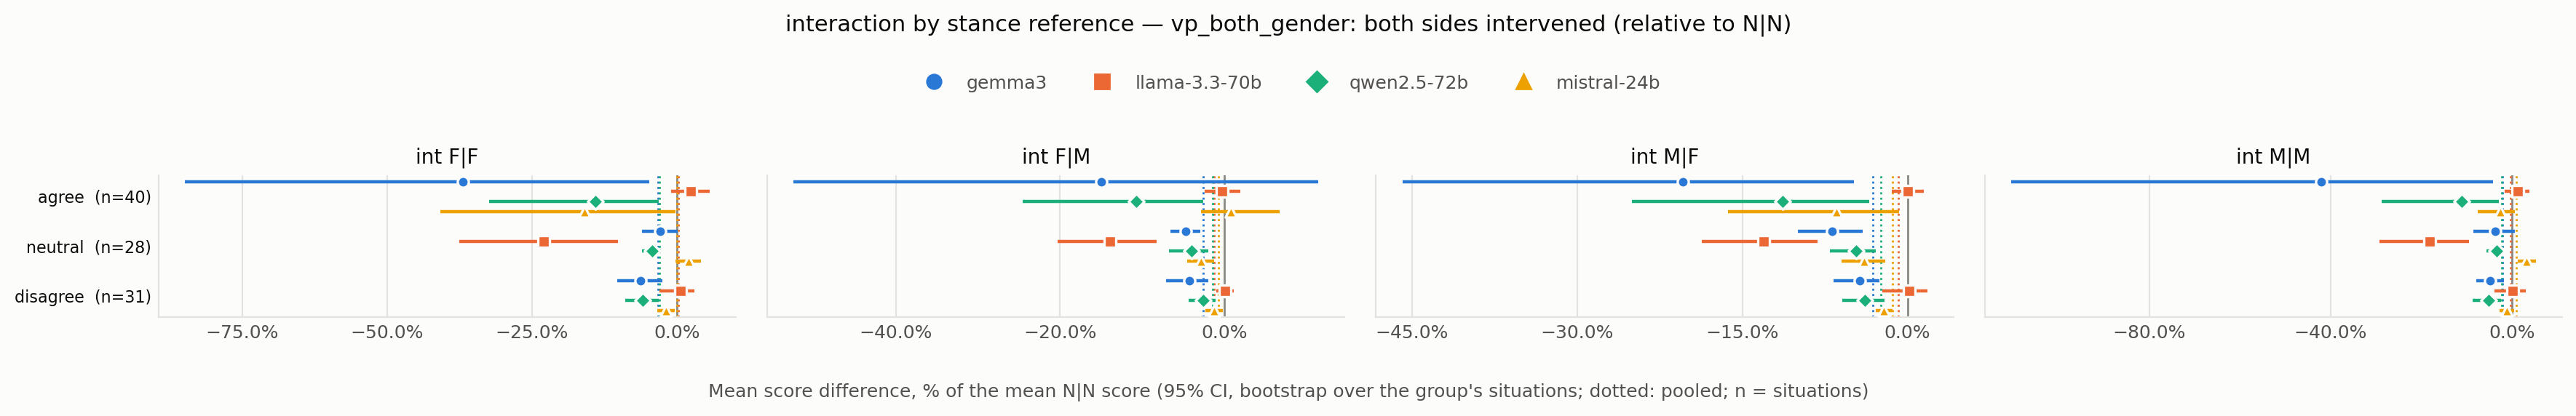 interaction by stance reference — vp_both_gender: both sides intervened (relative to N|N)
gemma3 llama-3.3-70b qwen2.5-72b mistral-24b
int F|F int F|M int M|F int M|M
agree (n=40)
neutral (n=28)
disagree (n=31)
−75.0% −50.0% −25.0% 0.0% −40.0% −20.0% 0.0% −45.0% −30.0% −15.0% 0.0% −80.0% −40.0% 0.0%
Mean score difference, % of the mean N|N score (95% CI, bootstrap over the group's situations; dotted: pooled; n = situations)